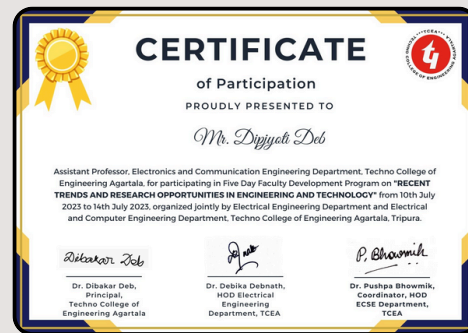 CERTIFICATE
of Participation
PROUDLY PRESENTED TO
Mr. Dipjyoti Deb
Assistant Professor, Electronics and Communication Engineering Department, Techno College of
Engineering Agartala, for participating in Five Day Faculty Development Program on "RECENT
TRENDS AND RESEARCH OPPORTUNITIES IN ENGINEERING AND TECHNOLOGY" from 10th July
2023 to 14th July 2023, organized jointly by Electrical Engineering Department and Electrical
and Computer Engineering Department, Techno College of Engineering Agartala, Tripura.
Dibakar Deb
P. Bhowmik
Dr. Dibakar Deb,
Principal,
Techno College of
Engineering Agartala
Dr. Debika Debnath,
HOD Electrical
Engineering
Department, TCEA
Dr. Pushpa Bhowmik,
Coordinator, HOD
ECSE Department,
TCEA